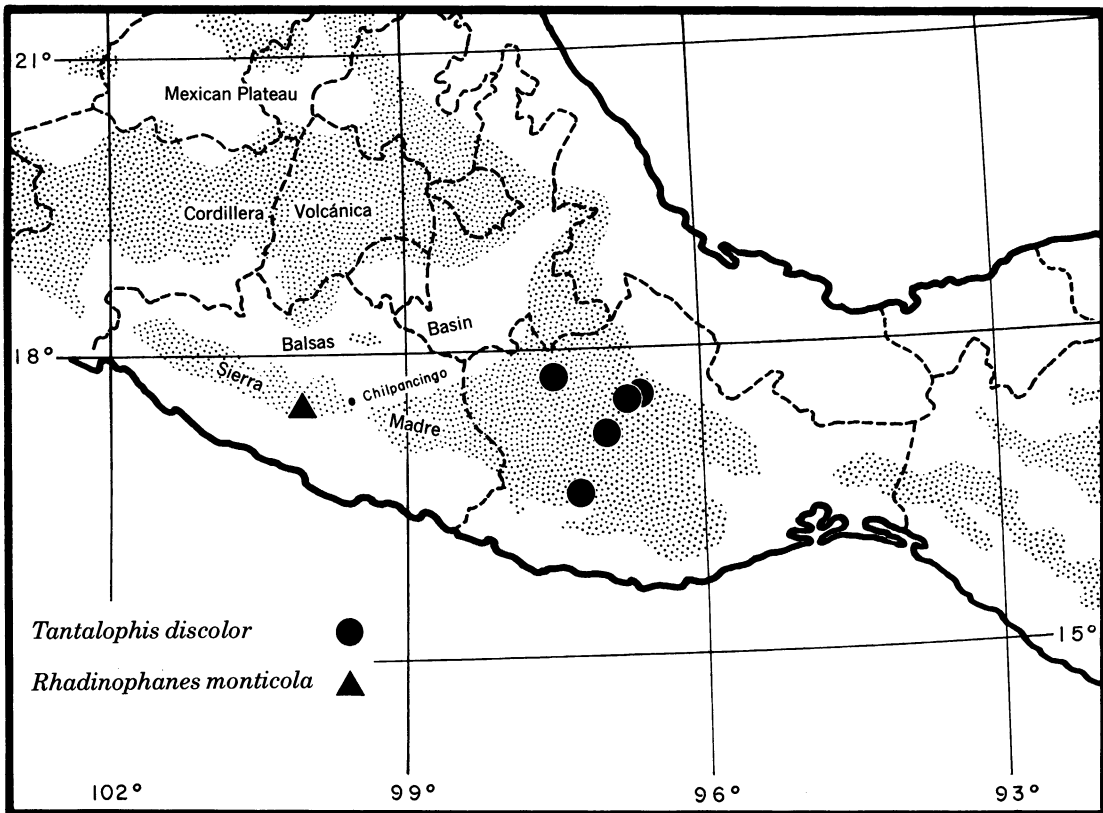 21°
Mexican Plateau
Cordillera Volcánica
Balsas Basin
18°
Sierra
Chilpancingo
Madre
Tantalophis discolor
15°
Rhadinophanes monticola
102° 99° 96° 93°